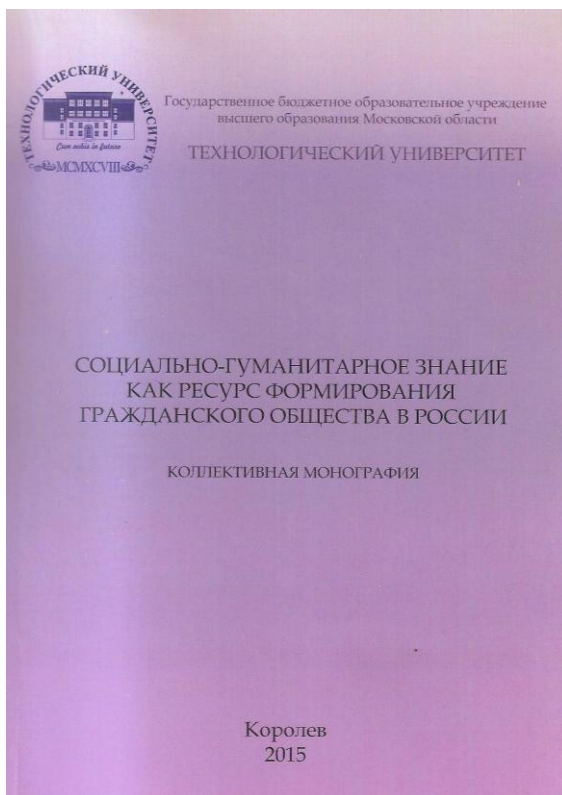 ТЕХНОЛОГИЧЕСКИЙ УНИВЕРСИТЕТ
Cum nobis in futuro
MCMXCVIII
Государственное бюджетное образовательное учреждение
высшего образования Московской области
ТЕХНОЛОГИЧЕСКИЙ УНИВЕРСИТЕТ
СОЦИАЛЬНО-ГУМАНИТАРНОЕ ЗНАНИЕ
КАК РЕСУРС ФОРМИРОВАНИЯ
ГРАЖДАНСКОГО ОБЩЕСТВА В РОССИИ
КОЛЛЕКТИВНАЯ МОНОГРАФИЯ
Королев
2015